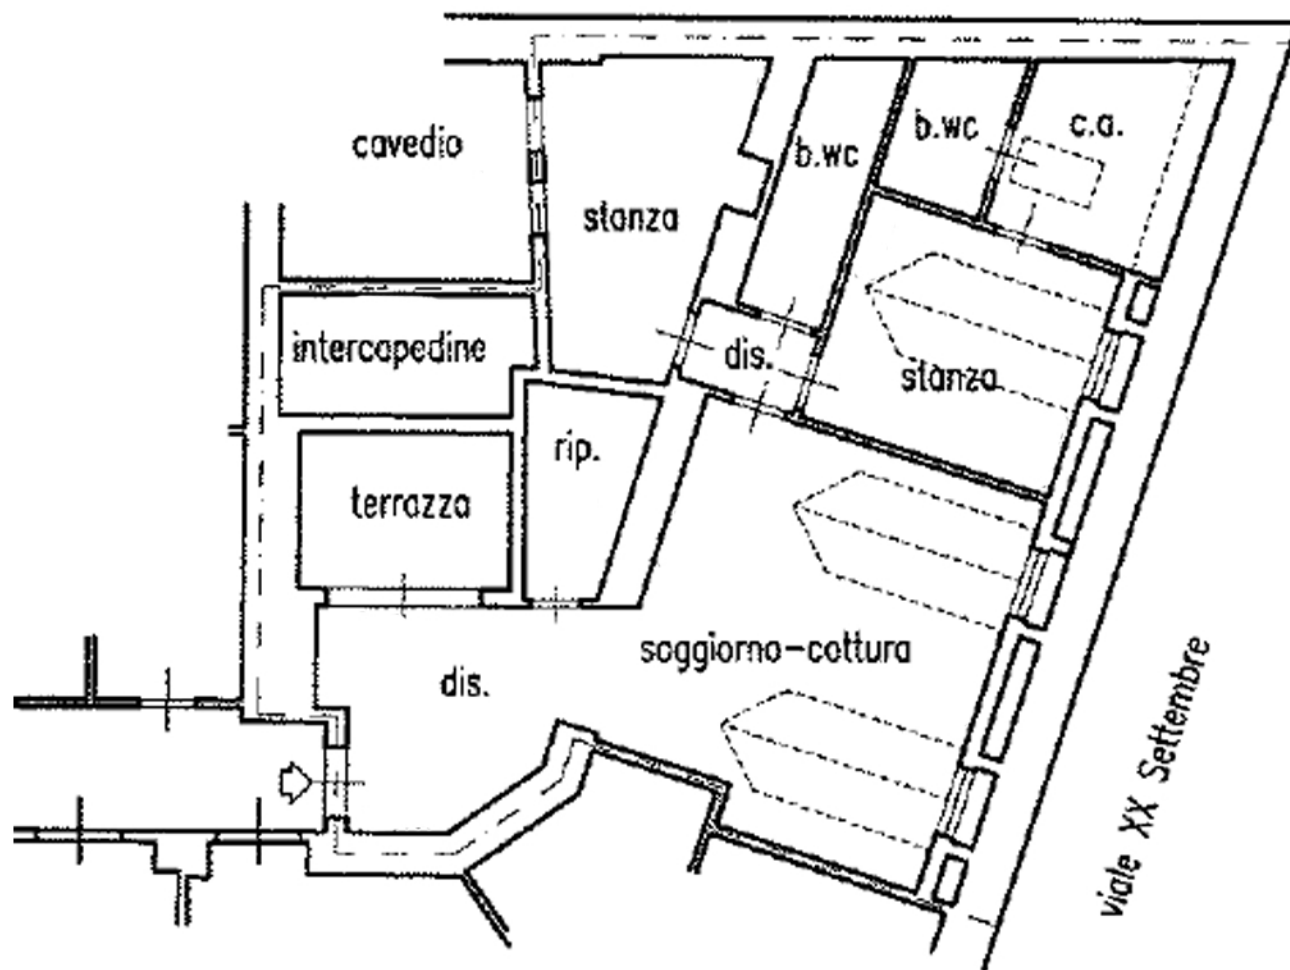 cavedio
stanza
b.wc
b.wc
c.a.
intercapedine
dis.
stanza
rip.
terrazza
soggiorno-cottura
dis.
viale XX Settembre